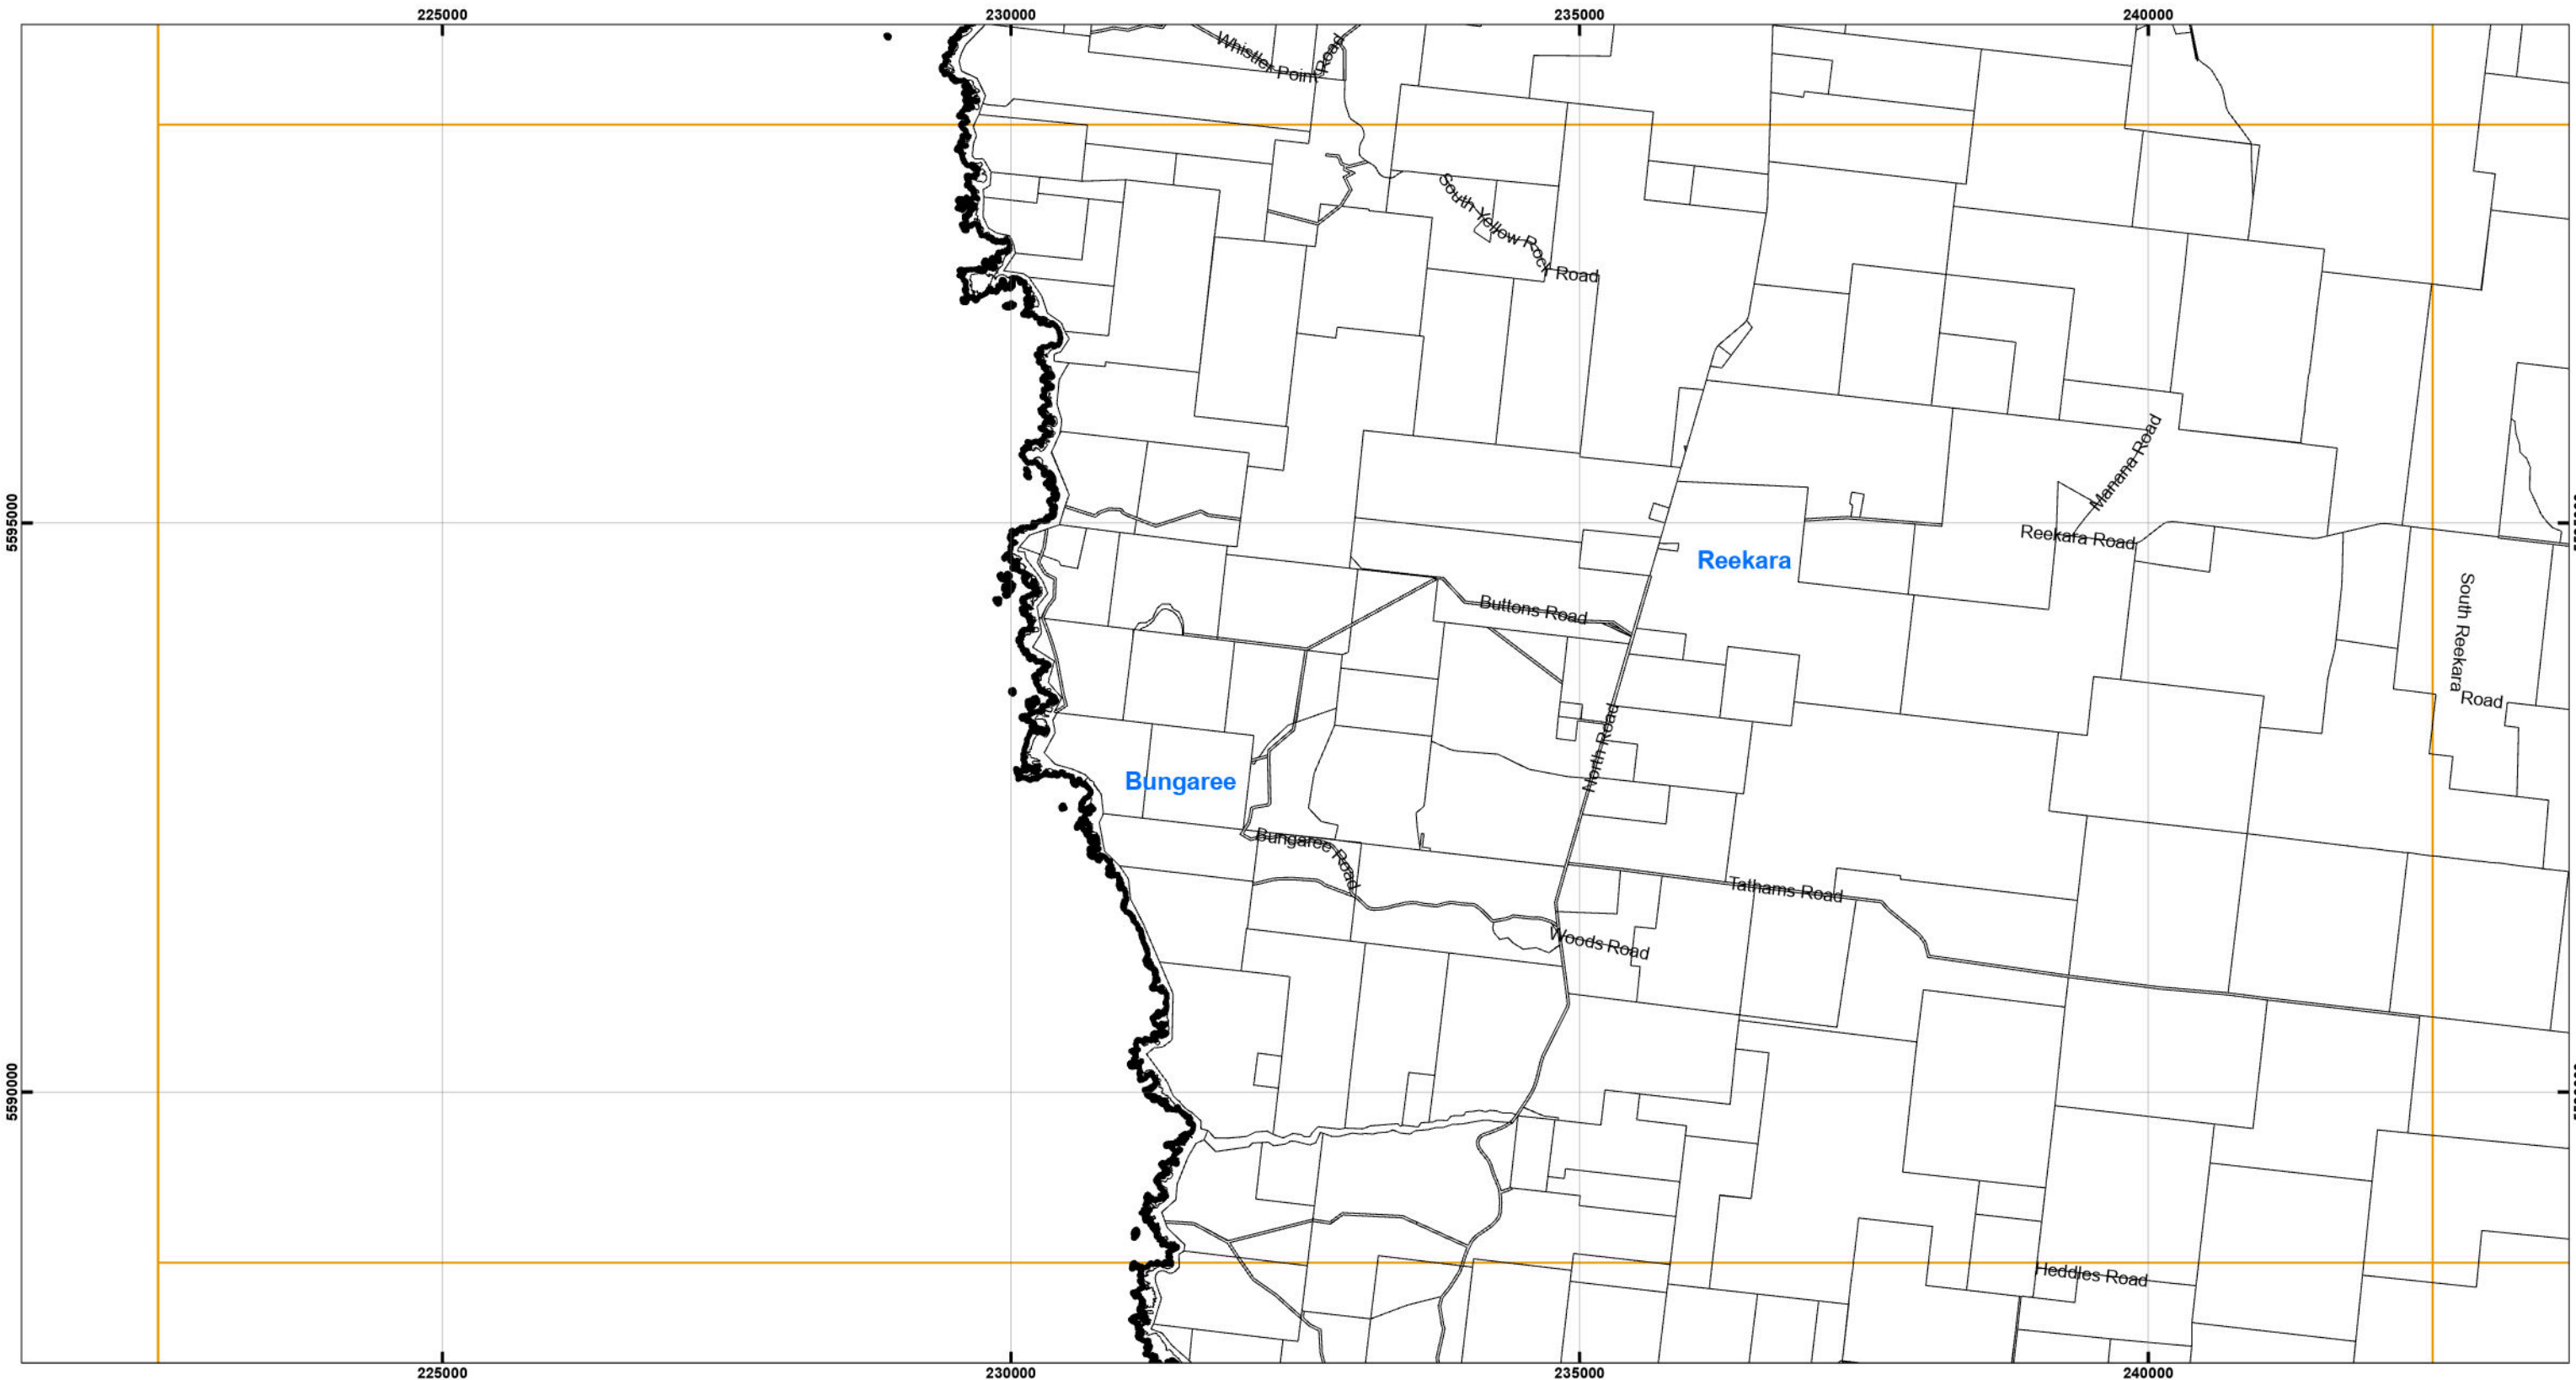 225000
230000
235000
240000
Whistler Point Road
South Yellow Rock Road
5595000
Manana Road
Reekara Road
Reekara
South Reekara Road
Buttons Road
North Road
Bungaree
Bungaree Road
Tathams Road
Woods Road
5590000
Heddles Road
225000
230000
235000
240000